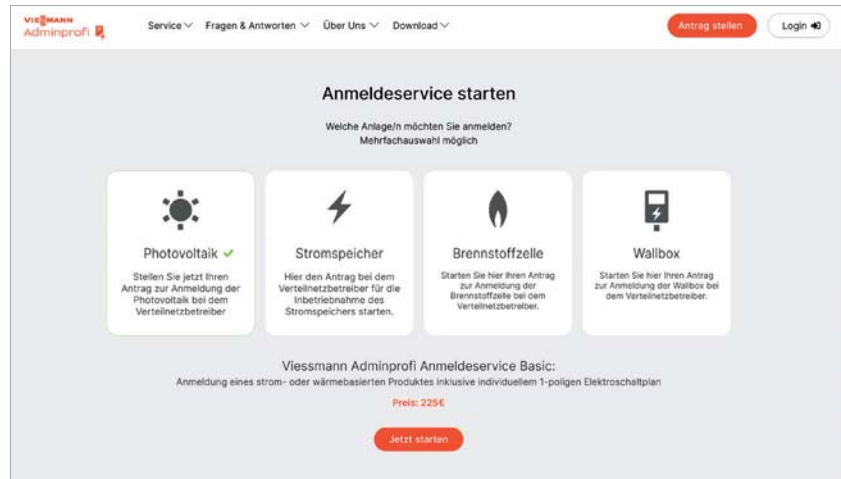 VIESMANN
Adminprofi
Service
Fragen & Antworten
Über Uns
Download
Antrag stellen
Login
Anmeldeservice starten
Welche Anlage/n möchten Sie anmelden?
Mehrfachauswahl möglich
Photovoltaik
Stellen Sie jetzt Ihren
Antrag zur Anmeldung der
Photovoltaik bei dem
Verteilnetzbetreiber
Stromspeicher
Hier den Antrag bei dem
Verteilnetzbetreiber für die
Inbetriebnahme des
Stromspeichers starten.
Brennstoffzelle
Starten Sie hier Ihren Antrag
zur Anmeldung der
Brennstoffzelle bei dem
Verteilnetzbetreiber.
Wallbox
Starten Sie hier Ihren Antrag
zur Anmeldung der Wallbox bei
dem Verteilnetzbetreiber.
Viessmann Adminprofi Anmeldeservice Basic:
Anmeldung eines strom- oder wärmebasierten Produktes inklusive individuellem 1-poligen Elektroschaltplan
Preis: 225€
Jetzt starten